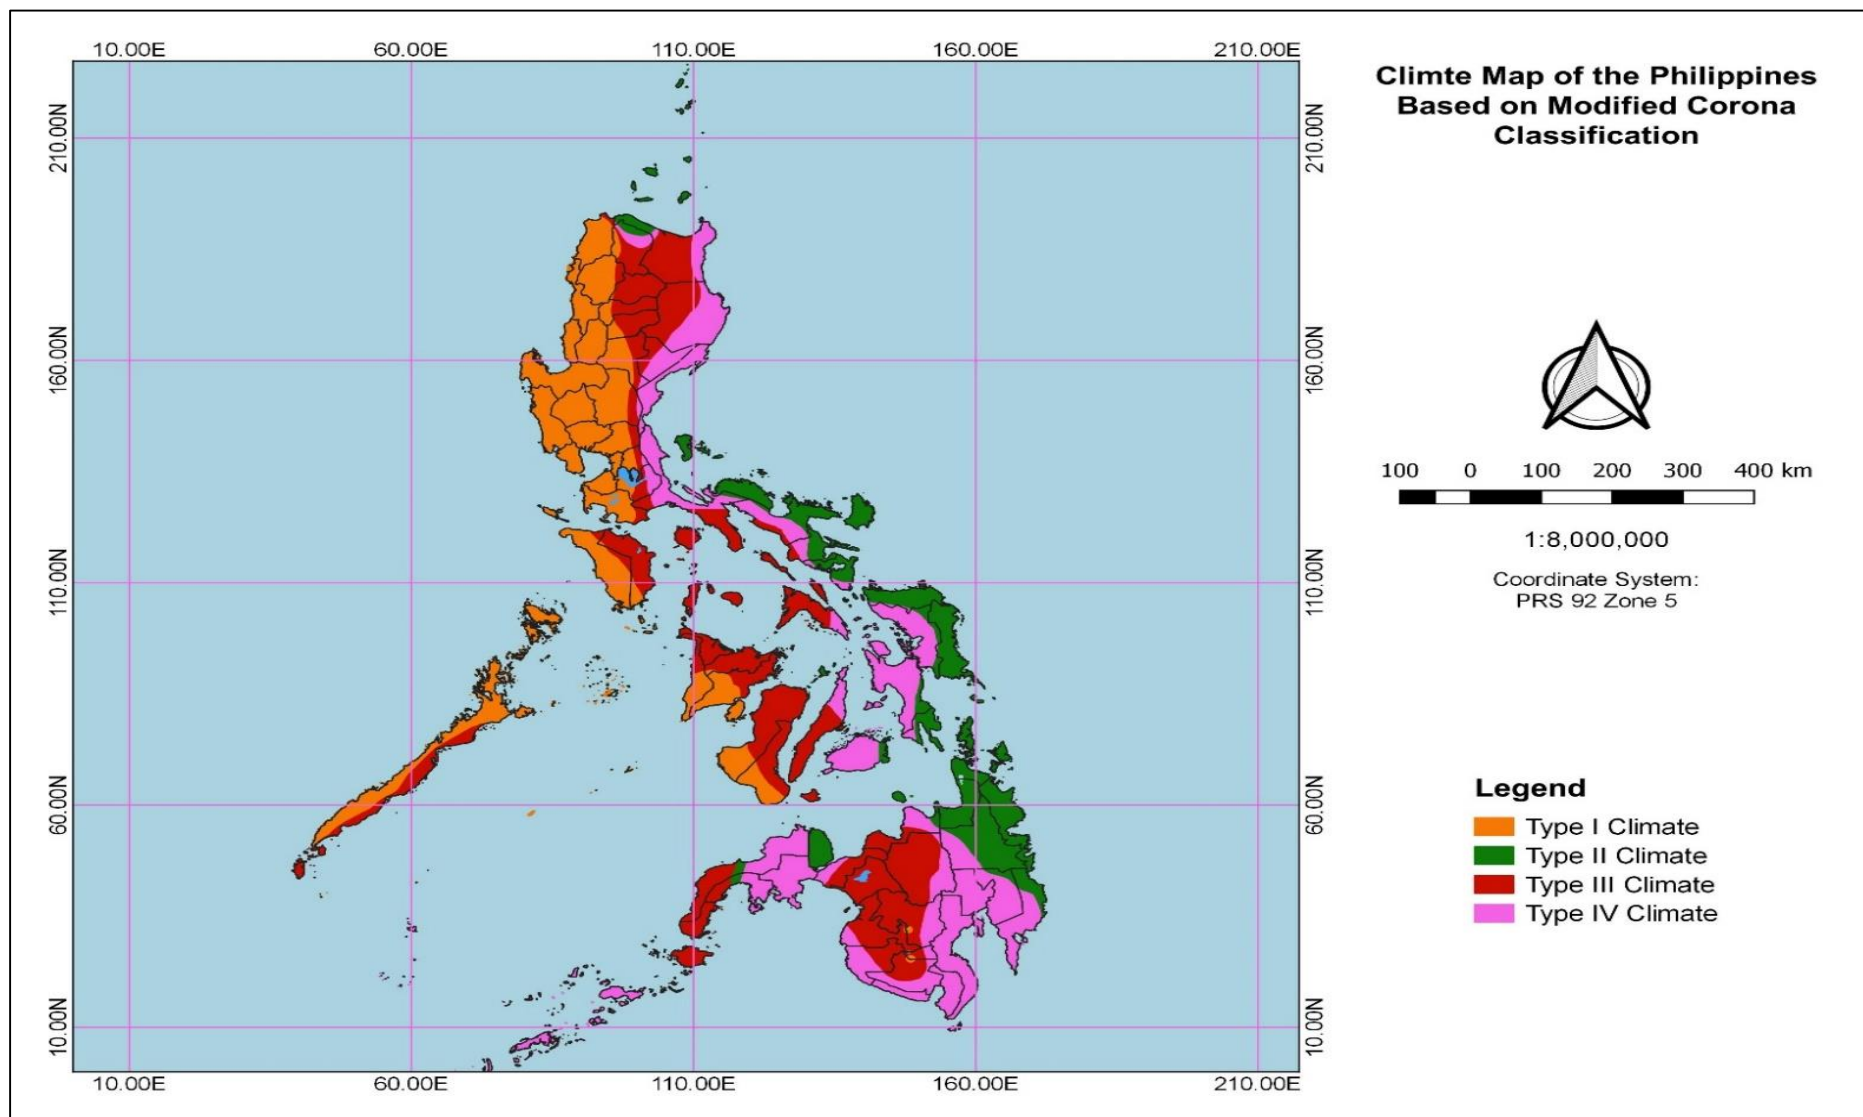 10.00E 60.00E 110.00E 160.00E 210.00E
Climte Map of the Philippines
Based on Modified Corona
Classification
210.00N 210.00N
160.00N 160.00N
100 0 100 200 300 400 km
1:8,000,000
110.00N 110.00N
Coordinate System:
PRS 92 Zone 5
60.00N 60.00N
Legend
Type I Climate
Type II Climate
Type III Climate
Type IV Climate
10.00N 10.00N
10.00E 60.00E 110.00E 160.00E 210.00E